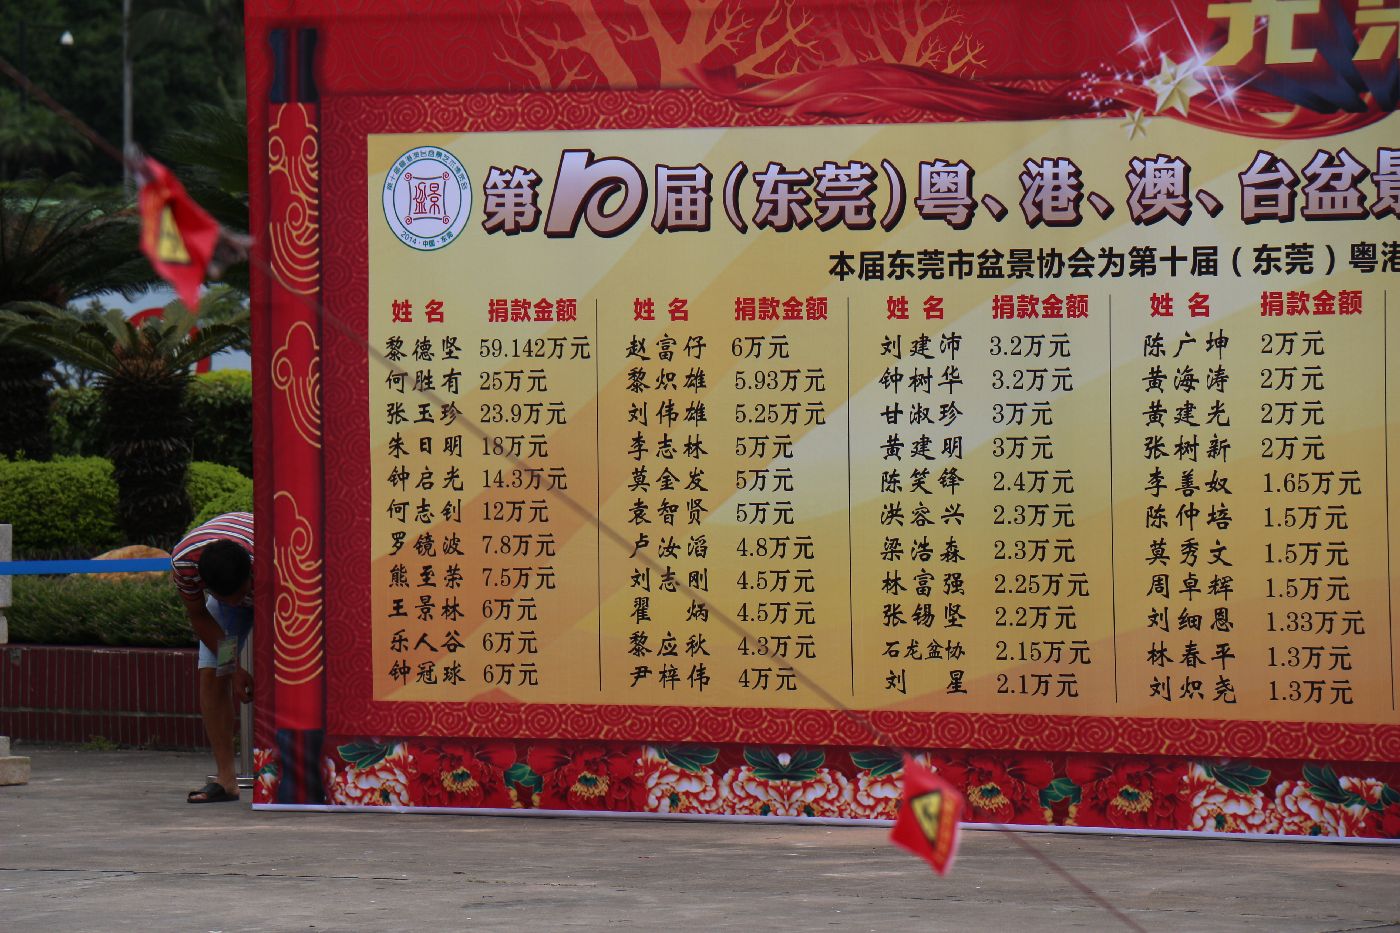 第10届（东莞）粤、港、澳、台盆景
本届东莞市盆景协会为第十届（东莞）粤港
盆景
2014·中国·东莞
姓名 捐款金额 姓名 捐款金额 姓名 捐款金额 姓名 捐款金额
黎德坚 59.142万元 赵富仔 6万元 刘建沛 3.2万元 陈广坤 2万元
何胜有 25万元 黎炽雄 5.93万元 钟树华 3.2万元 黄海涛 2万元
张玉珍 23.9万元 刘伟雄 5.25万元 甘淑珍 3万元 黄建光 2万元
朱日明 18万元 李志林 5万元 黄建明 3万元 张树新 2万元
钟启光 14.3万元 莫金发 5万元 陈笑锋 2.4万元 李善奴 1.65万元
何志钊 12万元 袁智贤 5万元 洪容兴 2.3万元 陈仲培 1.5万元
罗镜波 7.8万元 卢汝滔 4.8万元 梁浩森 2.3万元 莫秀文 1.5万元
熊至荣 7.5万元 刘志刚 4.5万元 林富强 2.25万元 周卓辉 1.5万元
王景林 6万元 翟炳 4.5万元 张锡坚 2.2万元 刘细恩 1.33万元
乐人谷 6万元 黎应秋 4.3万元 石龙盆协 2.15万元 林春平 1.3万元
钟冠球 6万元 尹梓伟 4万元 刘星 2.1万元 刘炽尧 1.3万元